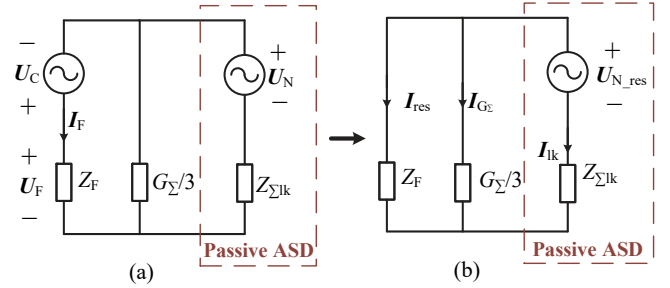 − + − +
U_C U_N U_N_res
+ − −
I_F I_res I_GΣ
+ I_lk
U_F Z_F G_Σ/3 Z_Σlk Z_F G_Σ/3 Z_Σlk
−
Passive ASD Passive ASD
(a) (b)